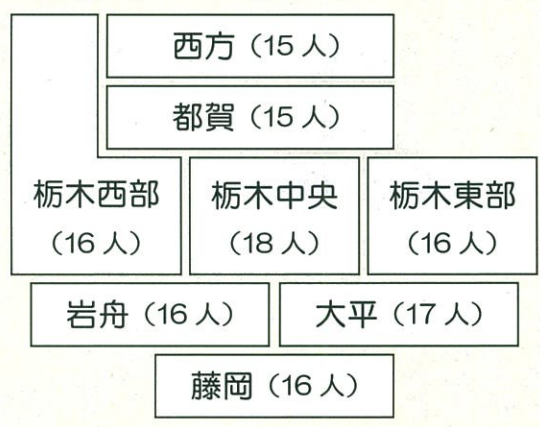 西方（15人）
都賀（15人）
栃木西部
（16人）
栃木中央
（18人）
栃木東部
（16人）
岩舟（16人）
大平（17人）
藤岡（16人）